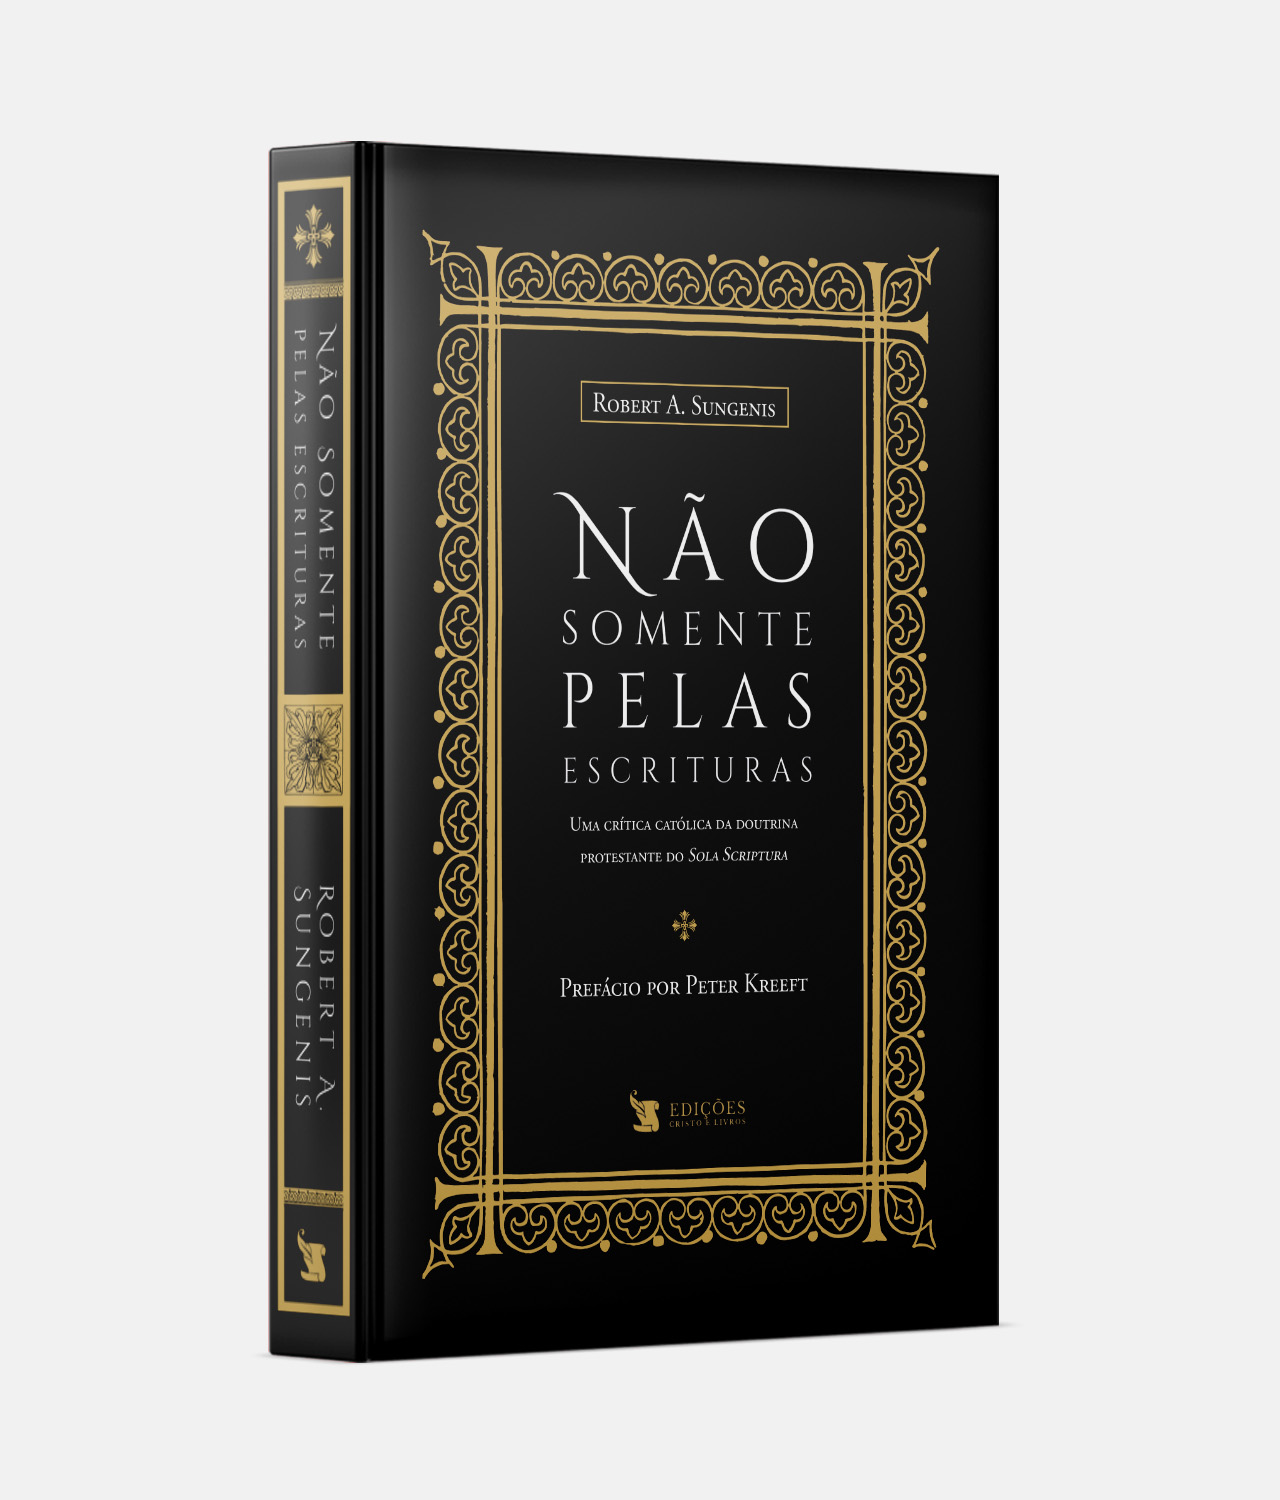 NÃO SOMENTE
PELAS ESCRITURAS
ROBERT A.
SUNGENIS
ROBERT A. SUNGENIS
NÃO
SOMENTE
PELAS
ESCRITURAS
UMA CRÍTICA CATÓLICA DA DOUTRINA
PROTESTANTE DO SOLA SCRIPTURA
PREFÁCIO POR PETER KREEFT
EDIÇÕES
CRISTO E LIVROS